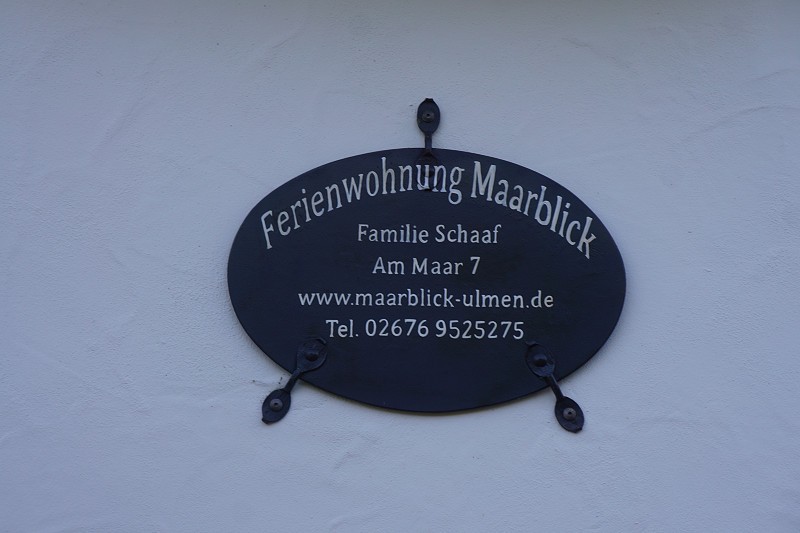 Ferienwohnung Maarblick
Familie Schaaf
Am Maar 7
www.maarblick-ulmen.de
Tel. 02676 9525275